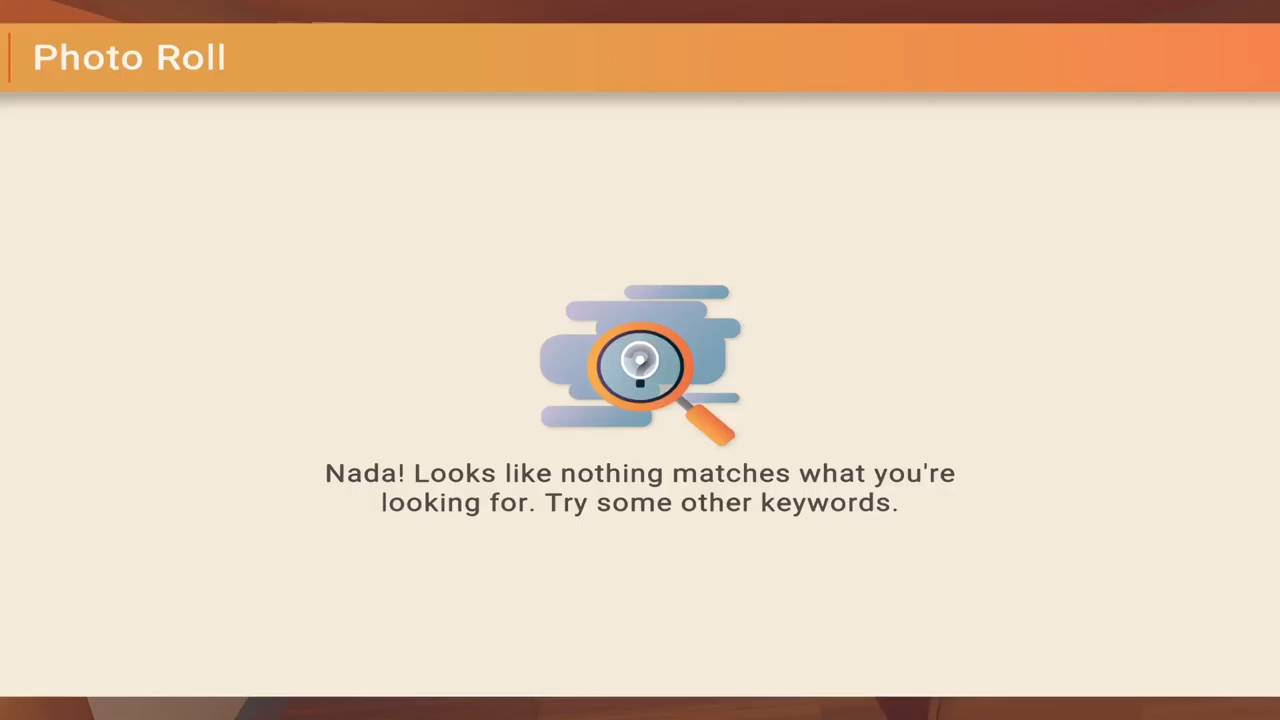 Photo Roll
Nada! Looks like nothing matches what you're
looking for. Try some other keywords.